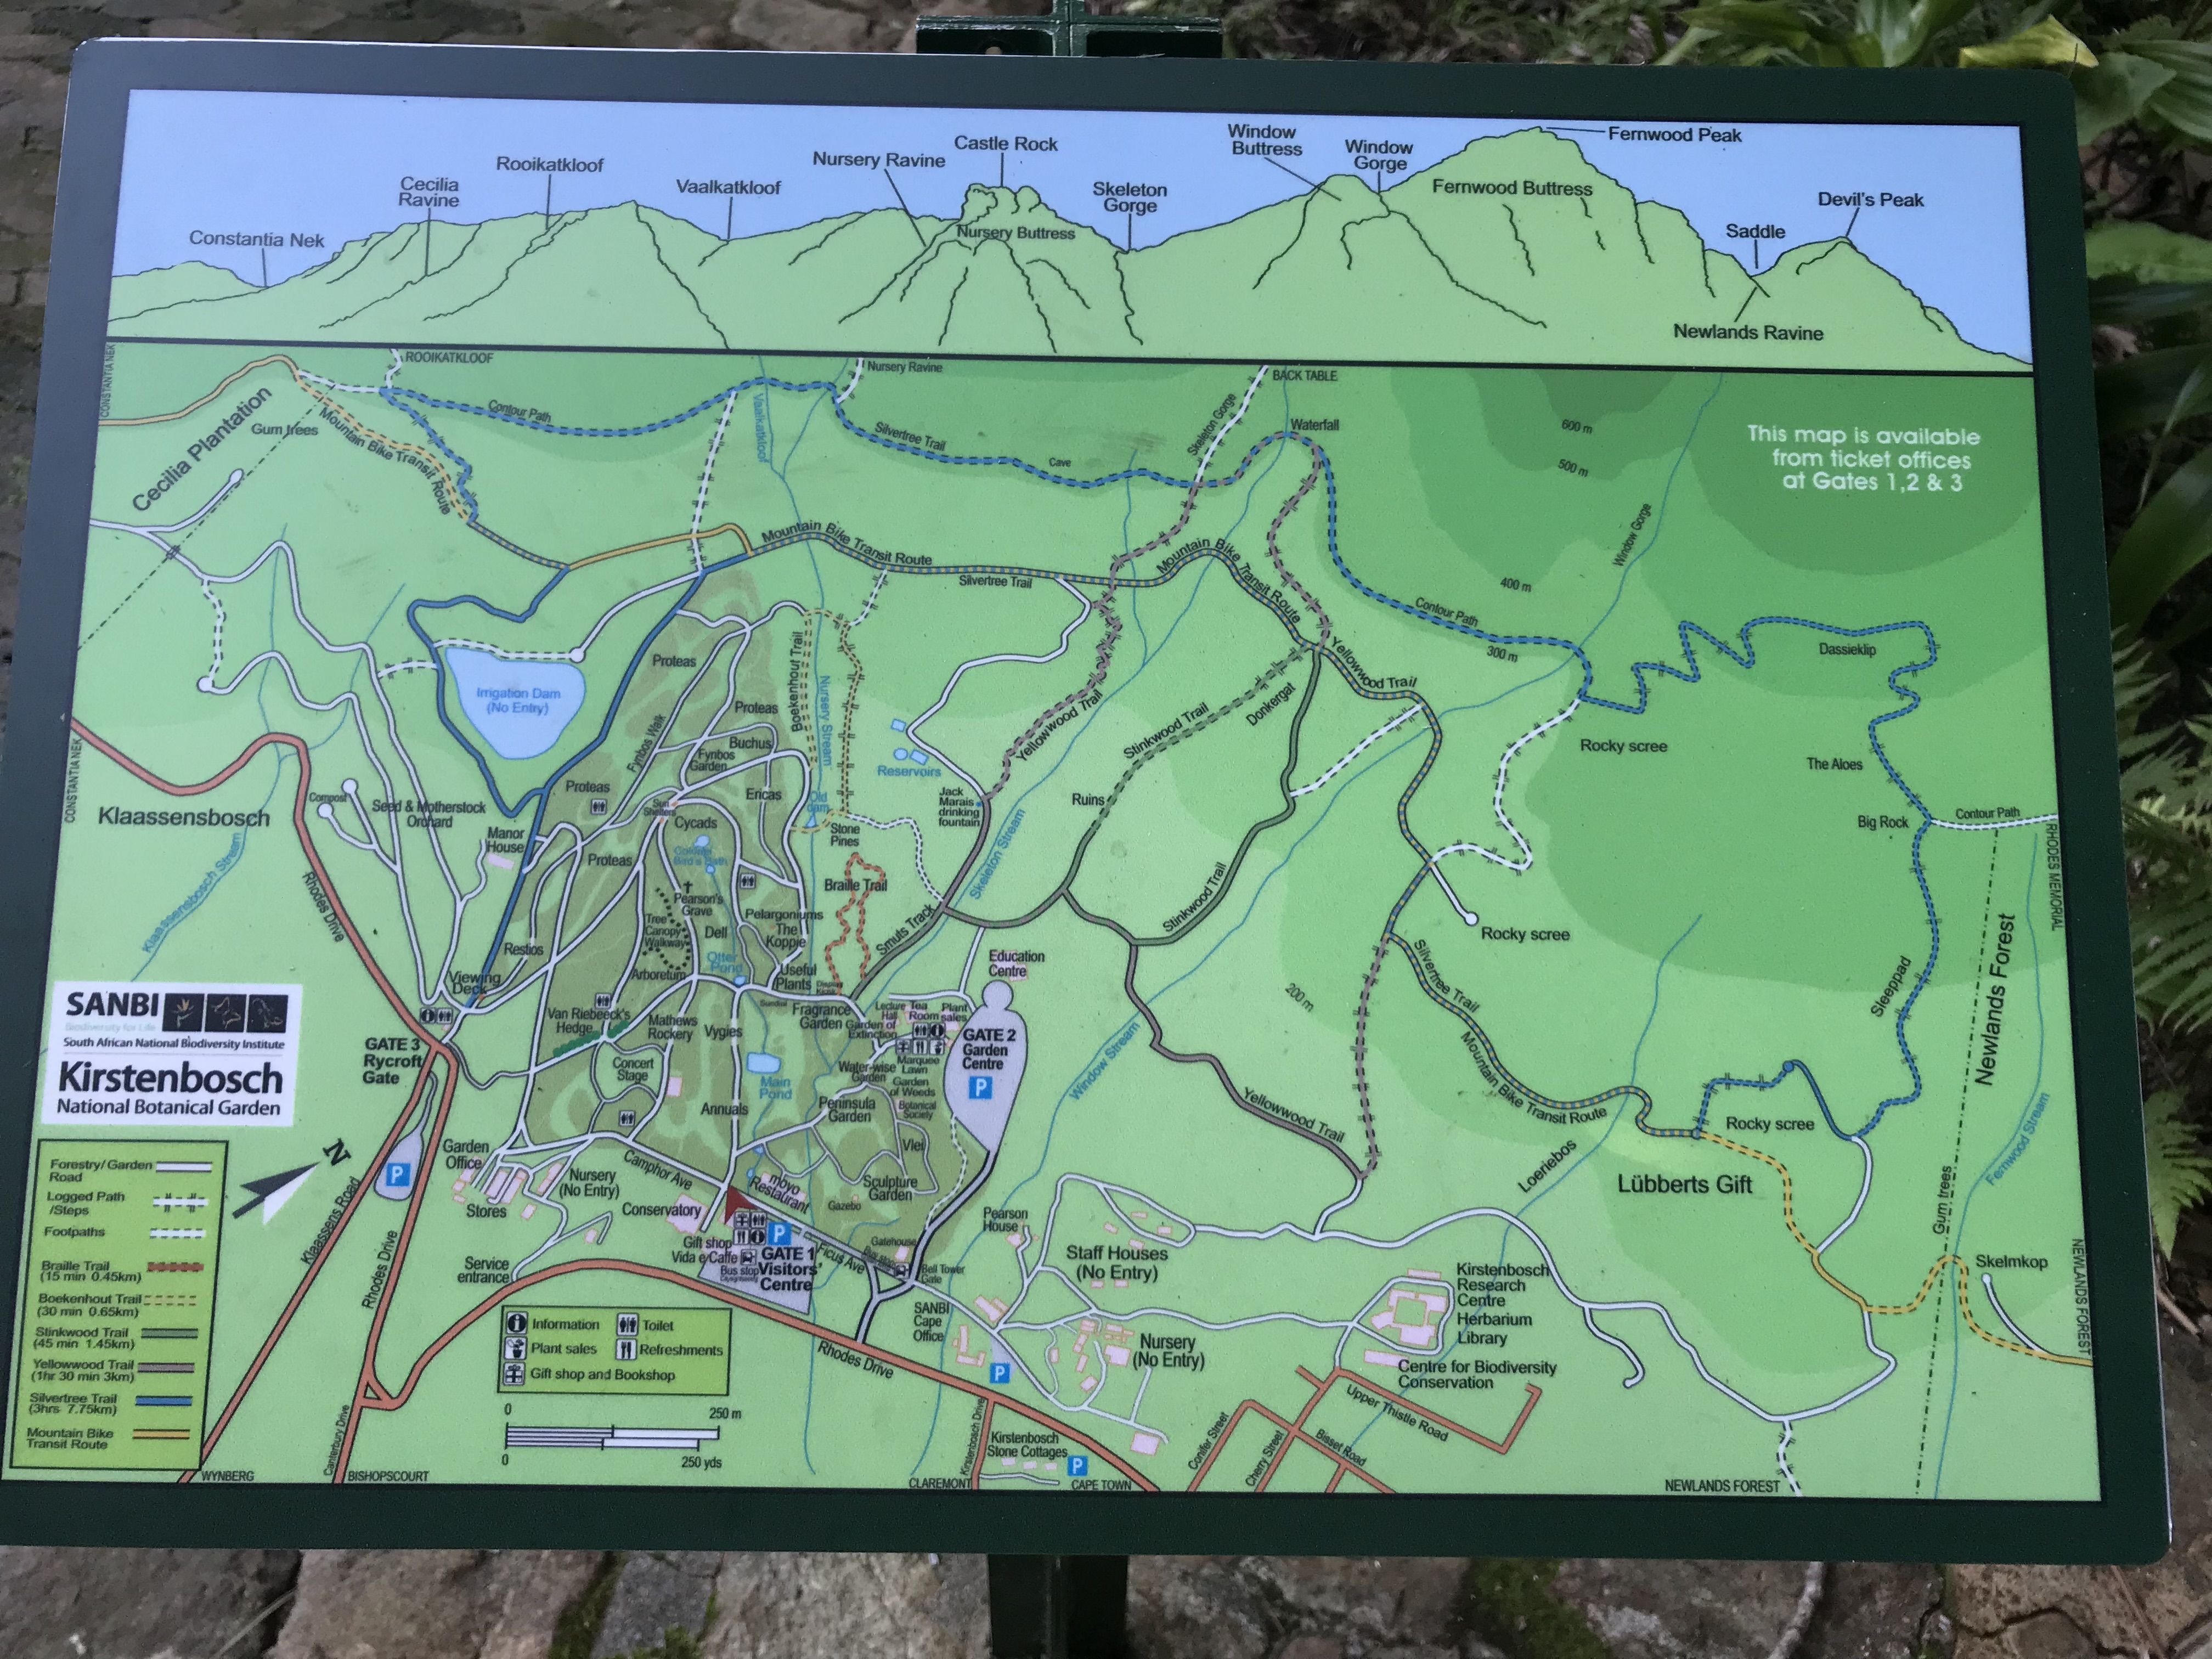 Constantia Nek
Cecilia
Ravine
Rooikatkloof
Vaalkatkloof
Nursery Ravine
Castle Rock
Nursery Buttress
Skeleton
Gorge
Window
Buttress
Window
Gorge
Fernwood Peak
Fernwood Buttress
Saddle
Devil's Peak
Newlands Ravine
CONSTANTIA NEK
ROOIKATKLOOF
Nursery Ravine
BACK TABLE
Cecilia Plantation
Gum trees
Mountain Bike Transit Route
Contour Path
Vaalkatkloof
Silvertree Trail
Cave
Skeleton Gorge
Waterfall
600 m
500 m
400 m
300 m
200 m
Window Gorge
This map is available
from ticket offices
at Gates 1,2 & 3
Mountain Bike Transit Route
Silvertree Trail
Mountain Bike
Transit Route
Contour Path
Yellowwood Trail
Dassieklip
Rocky scree
The Aloes
Big Rock
Contour Path
RHODES MEMORIAL
Irrigation Dam
(No Entry)
Proteas
Boekenhout Trail
Nursery Stream
Proteas
Fynbos Walk
Buchus
Fynbos
Garden
Ericas
Proteas
Old
dam
Reservoirs
Jack
Marais
drinking
fountain
Yellowwood Trail
Stinkwood Trail
Donkergat
Ruins
Skeleton Stream
CONSTANTIA NEK
Klaassensbosch
Klaassensbosch Stream
Rhodes Drive
Compost
Seed & Motherstock
Orchard
Manor
House
Sun
Shelters
Cycads
Colonel
Bird's Bath
Proteas
Stone
Pines
Braille Trail
Pearson's
Grave
Tree
Canopy
Walkway
Dell
Pelargoniums
The
Koppie
Restios
Otter
Pond
Arboretum
Useful
Plants
Smuts Track
Stinkwood Trail
Rocky scree
Education
Centre
Viewing
Deck
Van Riebeeck's
Hedge
Mathews
Rockery
Vygies
Sundial
Fragrance
Garden
Garden of
Extinction
Lecture
Hall
Tea
Room
Plant
sales
GATE 2
Garden
Centre
P
Marquee
Lawn
Water-wise
Garden
Garden
of Weeds
Botanical
Society
Peninsula
Garden
Vlei
Concert
Stage
Main
Pond
Annuals
GATE 3
Rycroft
Gate
Window Stream
Yellowwood Trail
Silvertree Trail
Mountain Bike Transit Route
Sleeppad
Newlands Forest
Rocky scree
Loeriebos
Lübberts Gift
Gum trees
Fernwood Stream
SANBI
Biodiversity for Life
South African National Biodiversity Institute
Kirstenbosch
National Botanical Garden
N
P
Garden
Office
Stores
Nursery
(No Entry)
Camphor Ave
Conservatory
moyo
Restaurant
Sculpture
Garden
Gazebo
Gatehouse
Service
entrance
Gift shop
Vida e Caffe
Bus stop
P
GATE 1
Visitors'
Centre
Ficus Ave
Bell Tower
Gate
Klaassens Road
Rhodes Drive
Pearson
House
Staff Houses
(No Entry)
SANBI
Cape
Office
P
Nursery
(No Entry)
Kirstenbosch
Research
Centre
Herbarium
Library
Centre for Biodiversity
Conservation
Skelmkop
NEWLANDS FOREST
Forestry/Garden
Road
Logged Path
/Steps
Footpaths
Braille Trail
(15 min 0.45km)
Boekenhout Trail
(30 min 0.65km)
Stinkwood Trail
(45 min 1.45km)
Yellowwood Trail
(1hr 30 min 3km)
Silvertree Trail
(3hrs 7.75km)
Mountain Bike
Transit Route
Information
Toilet
Plant sales
Refreshments
Gift shop and Bookshop
0
250 m
0
250 yds
Rhodes Drive
Canterbury Drive
Kirstenbosch Drive
Kirstenbosch
Stone Cottages
P
Conifer Street
Cherry Street
Bisset Road
Upper Thistle Road
WYNBERG
BISHOPSCOURT
CLAREMONT
CAPE TOWN
NEWLANDS FOREST